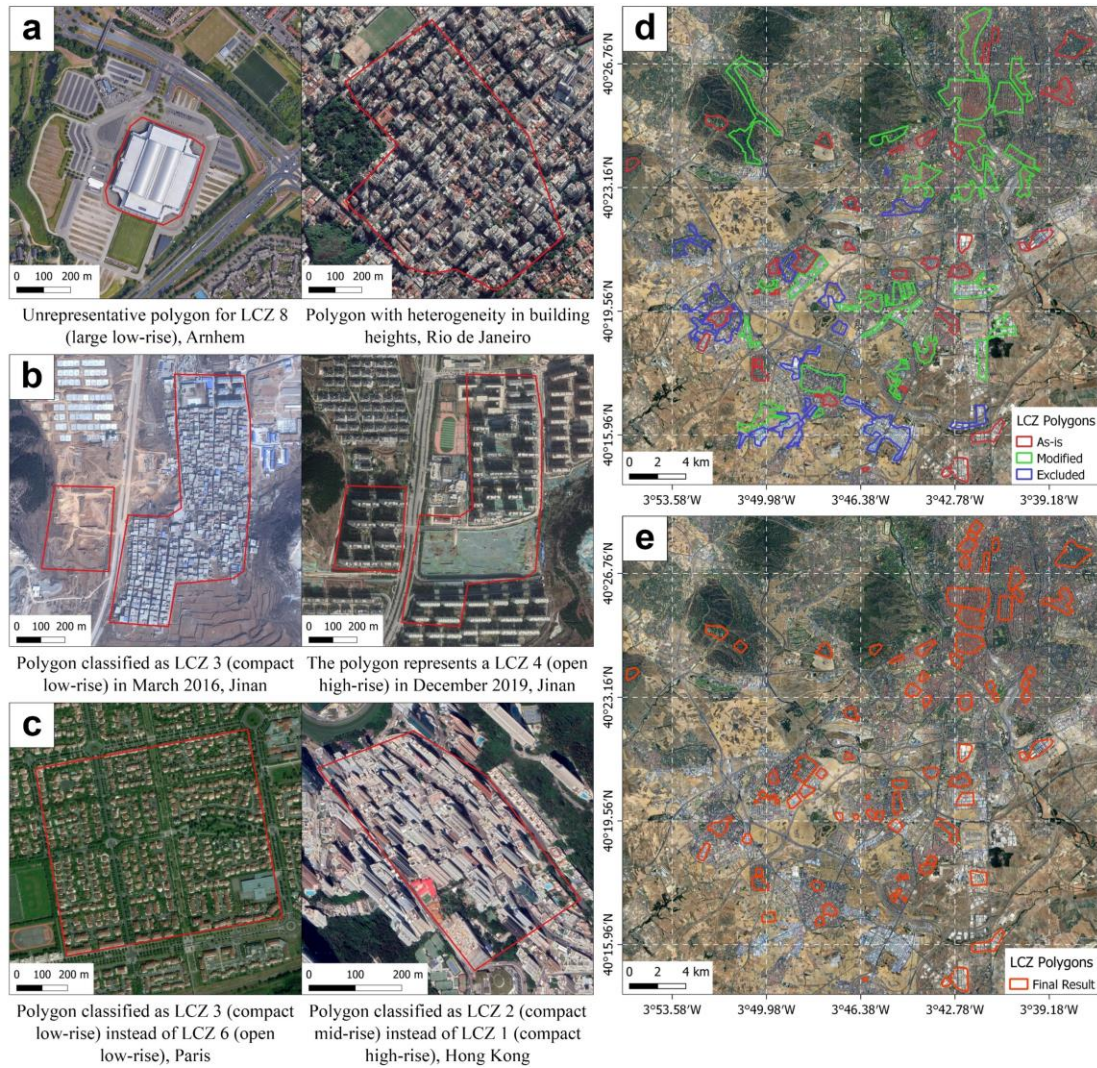 a
0 100 200 m
0 100 200 m
Unrepresentative polygon for LCZ 8
(large low-rise), Arnhem
Polygon with heterogeneity in building
heights, Rio de Janeiro
b
0 100 200 m
0 100 200 m
Polygon classified as LCZ 3 (compact
low-rise) in March 2016, Jinan
The polygon represents a LCZ 4 (open
high-rise) in December 2019, Jinan
c
0 100 200 m
0 100 200 m
Polygon classified as LCZ 3 (compact
low-rise) instead of LCZ 6 (open
low-rise), Paris
Polygon classified as LCZ 2 (compact
mid-rise) instead of LCZ 1 (compact
high-rise), Hong Kong
d
40°26.76'N
40°23.16'N
40°19.56'N
40°15.96'N
LCZ Polygons
As-is
Modified
Excluded
0 2 4 km
3°53.58'W 3°49.98'W 3°46.38'W 3°42.78'W 3°39.18'W
e
40°26.76'N
40°23.16'N
40°19.56'N
40°15.96'N
LCZ Polygons
Final Result
0 2 4 km
3°53.58'W 3°49.98'W 3°46.38'W 3°42.78'W 3°39.18'W